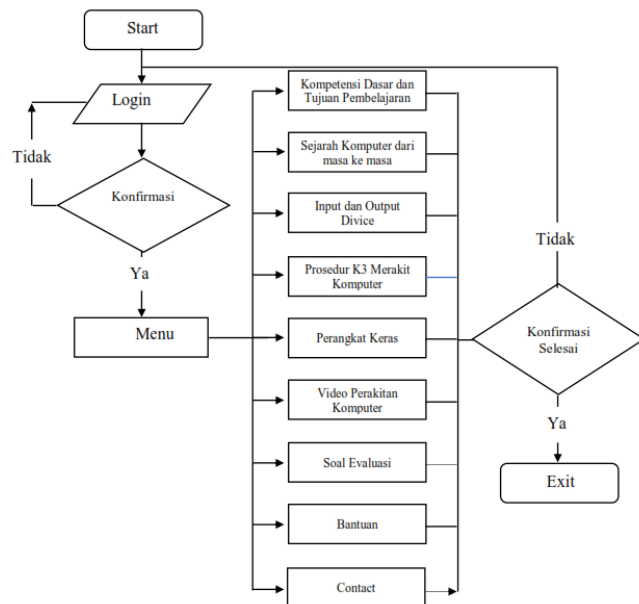 Start
Login
Tidak
Konfirmasi
Ya
Menu
Kompetensi Dasar dan
Tujuan Pembelajaran
Sejarah Komputer dari
masa ke masa
Input dan Output
Divice
Prosedur K3 Merakit
Komputer
Perangkat Keras
Video Perakitan
Komputer
Soal Evaluasi
Bantuan
Contact
Tidak
Konfirmasi
Selesai
Ya
Exit